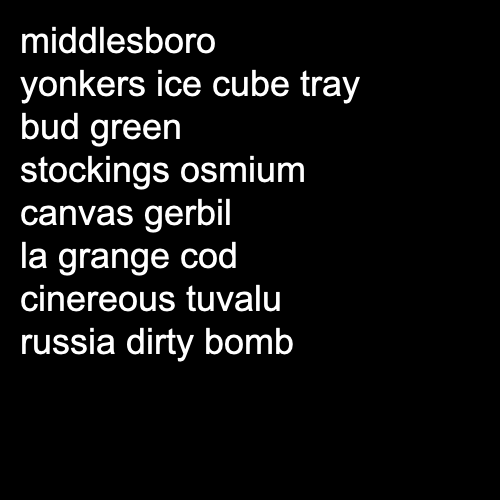 middlesboro
yonkers ice cube tray
bud green
stockings osmium
canvas gerbil
la grange cod
cinereous tuvalu
russia dirty bomb